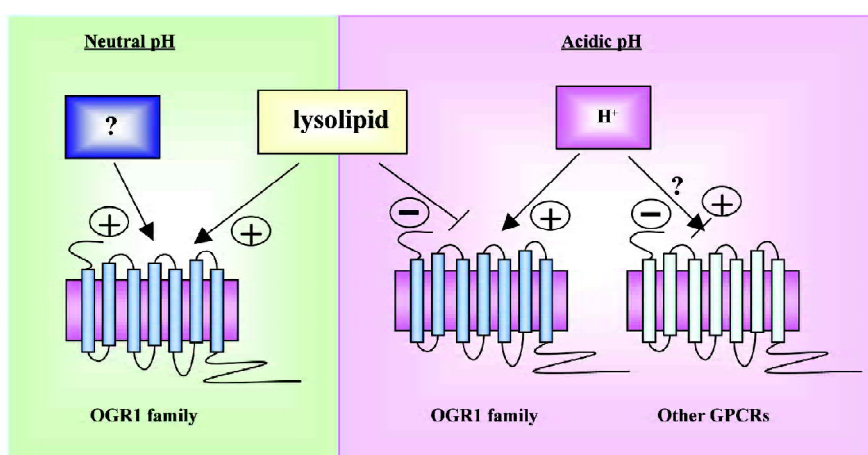 Neutral pH
Acidic pH
?
lysolipid
H⁺
?
+
+
−
+
−
+
OGR1 family
OGR1 family
Other GPCRs